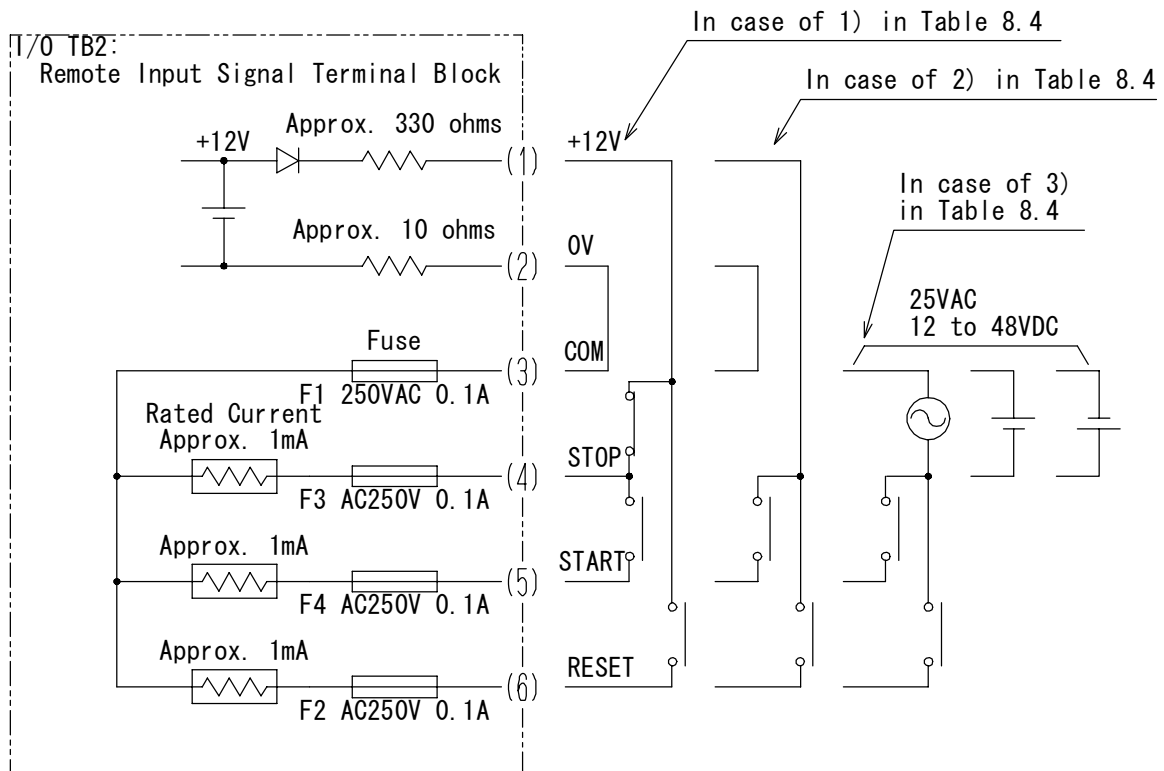 In case of 1) in Table 8.4
I/O TB2:
Remote Input Signal Terminal Block
In case of 2) in Table 8.4
Approx. 330 ohms
+12V
(1)
+12V
In case of 3)
in Table 8.4
Approx. 10 ohms
(2)
0V
25VAC
12 to 48VDC
Fuse
(3)
COM
F1 250VAC 0.1A
Rated Current
Approx. 1mA
(4)
STOP
F3 AC250V 0.1A
Approx. 1mA
(5)
START
F4 AC250V 0.1A
Approx. 1mA
(6)
RESET
F2 AC250V 0.1A